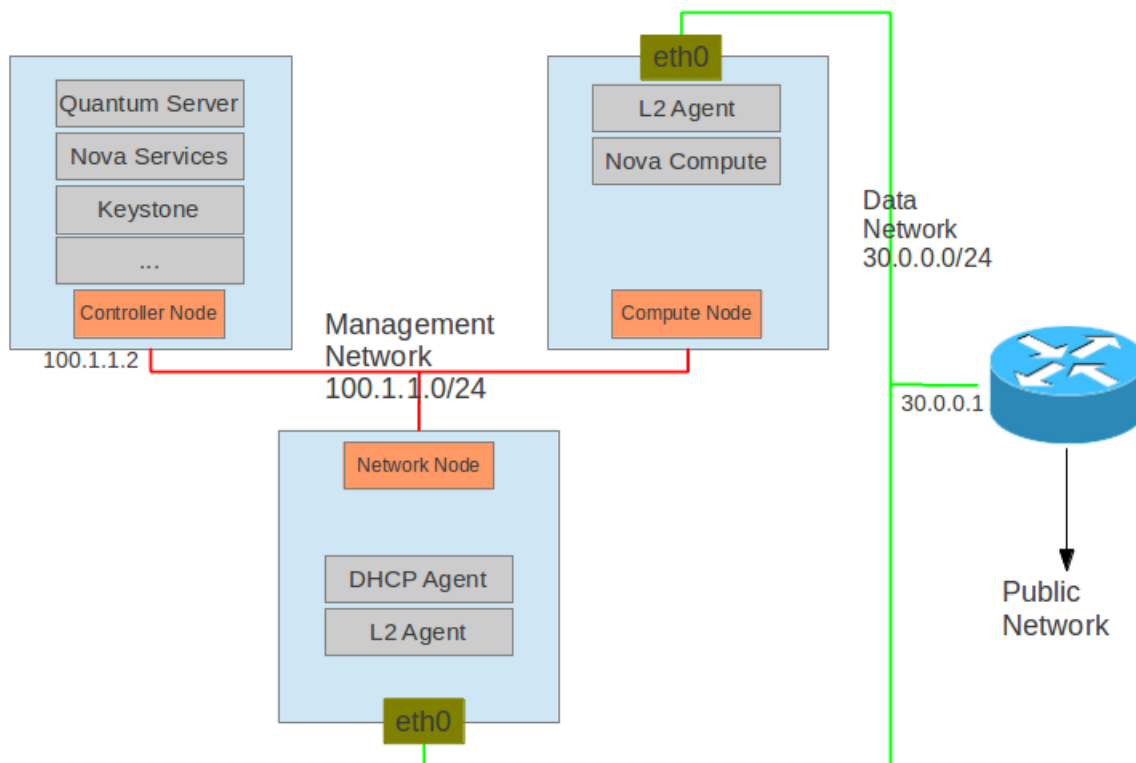 eth0
Quantum Server
Nova Services
Keystone
...
Controller Node
100.1.1.2
L2 Agent
Nova Compute
Compute Node
Management
Network
100.1.1.0/24
Data
Network
30.0.0.0/24
30.0.0.1
Network Node
DHCP Agent
L2 Agent
eth0
Public
Network